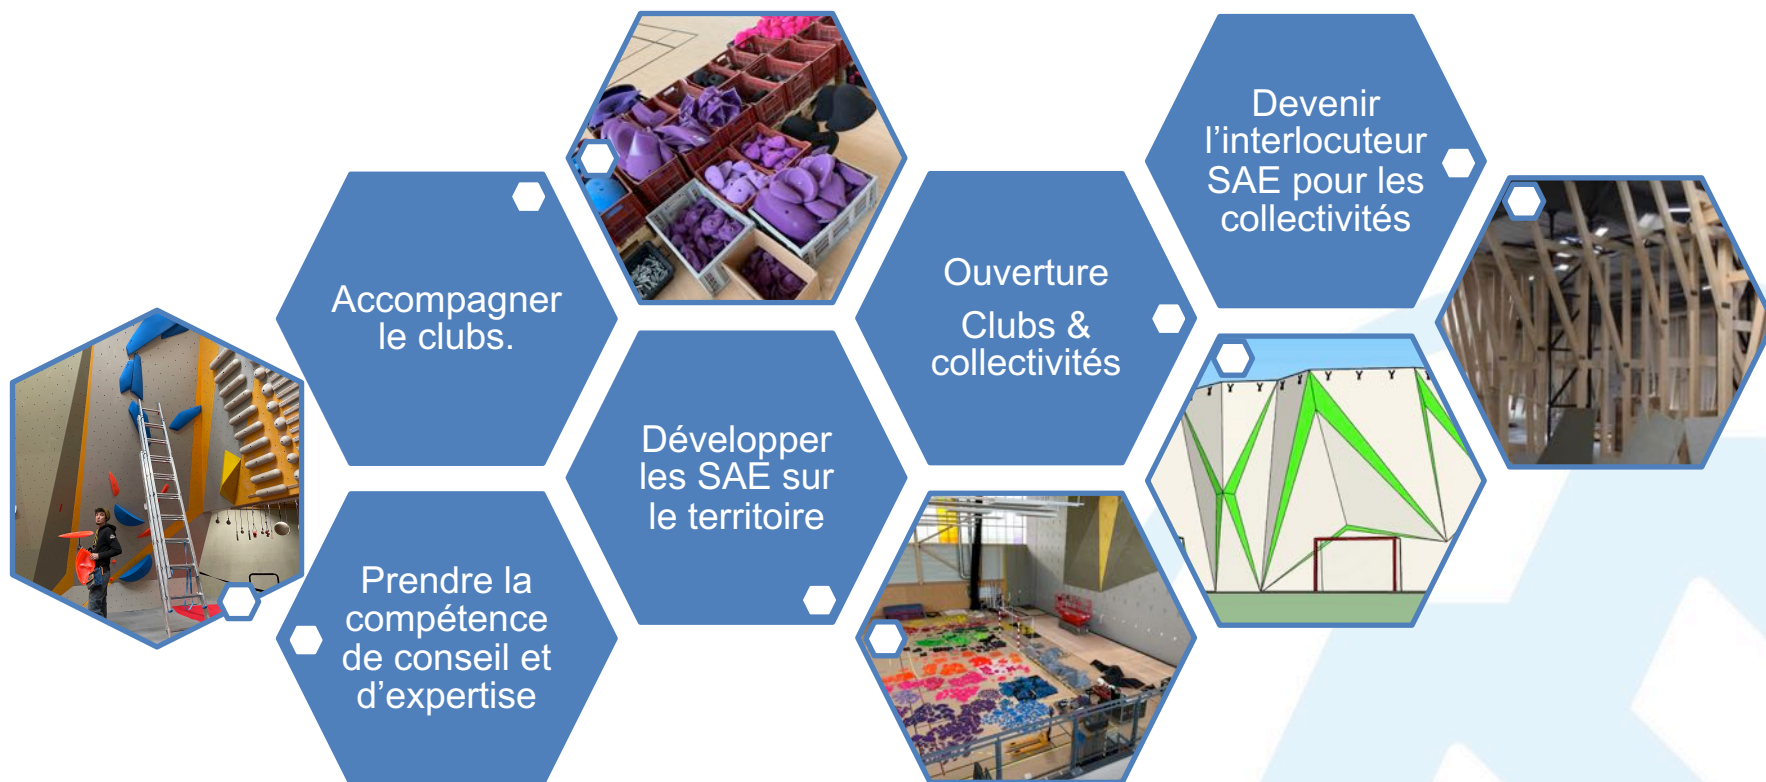 Accompagner
le clubs.
Prendre la
compétence
de conseil et
d’expertise
Développer
les SAE sur
le territoire
Ouverture
Clubs &
collectivités
Devenir
l’interlocuteur
SAE pour les
collectivités